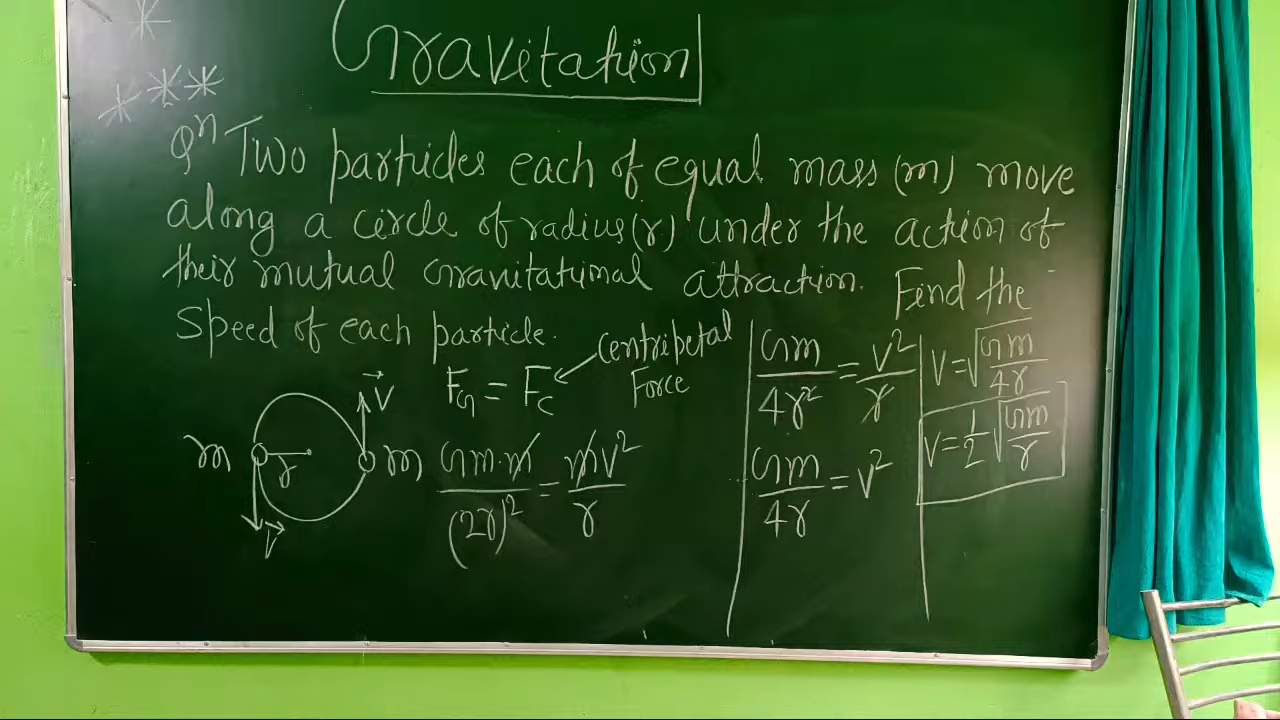 Gravitation
Qⁿ Two particles each of equal mass (m) move
along a circle of radius (r) under the action of
their mutual Gravitational attraction. Find the
Speed of each particle.
m
r
m
v⃗
v⃗
F_G = F_C ← Centripetal
Force
Gm·m/(2r)² = mv²/r
Gm/4r² = v²/r
Gm/4r = v²
V = √(Gm/4r)
V = 1/2 √(Gm/r)